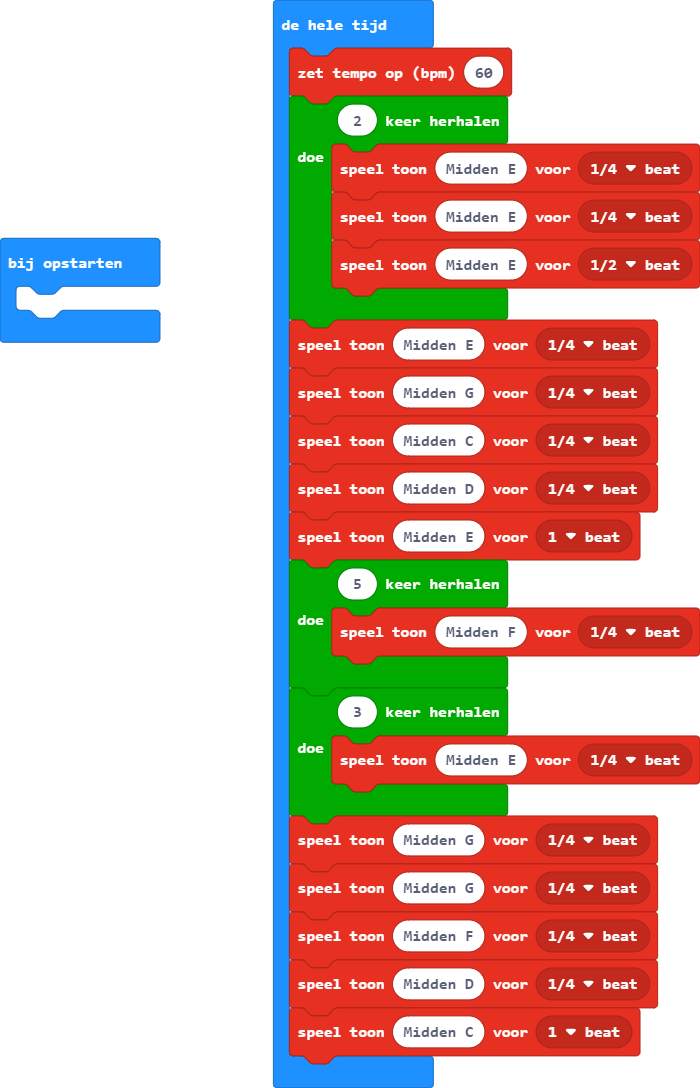 de hele tijd
zet tempo op (bpm) 60
2 keer herhalen
doe
speel toon Midden E voor 1/4 beat
speel toon Midden E voor 1/4 beat
speel toon Midden E voor 1/2 beat
bij opstarten
speel toon Midden E voor 1/4 beat
speel toon Midden G voor 1/4 beat
speel toon Midden C voor 1/4 beat
speel toon Midden D voor 1/4 beat
speel toon Midden E voor 1 beat
5 keer herhalen
doe
speel toon Midden F voor 1/4 beat
3 keer herhalen
doe
speel toon Midden E voor 1/4 beat
speel toon Midden G voor 1/4 beat
speel toon Midden G voor 1/4 beat
speel toon Midden F voor 1/4 beat
speel toon Midden D voor 1/4 beat
speel toon Midden C voor 1 beat